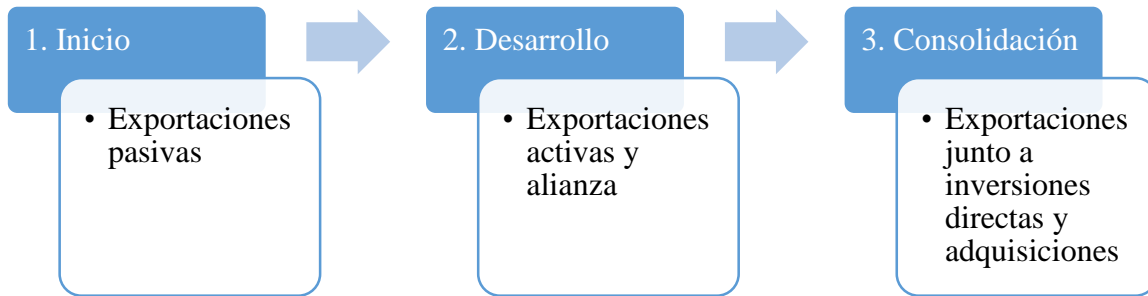 1. Inicio
• Exportaciones
pasivas
2. Desarrollo
• Exportaciones
activas y
alianza
3. Consolidación
• Exportaciones
junto a
inversiones
directas y
adquisiciones